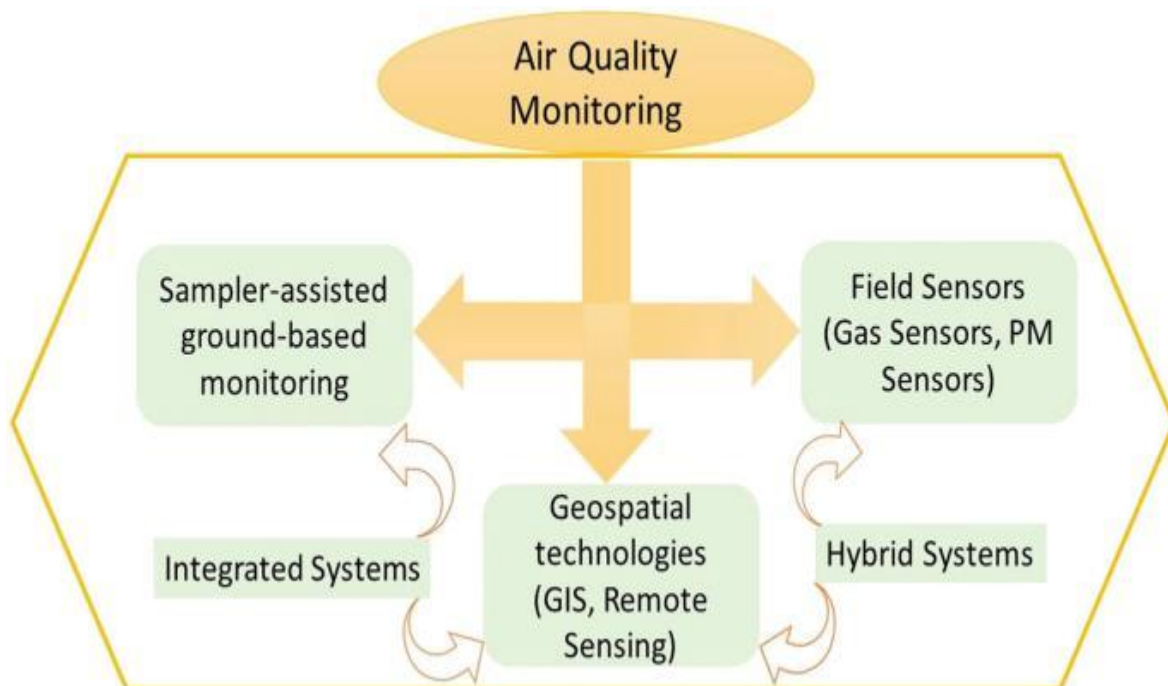 Air Quality
Monitoring
Sampler-assisted
ground-based
monitoring
Field Sensors
(Gas Sensors, PM
Sensors)
Geospatial
technologies
(GIS, Remote
Sensing)
Integrated Systems
Hybrid Systems